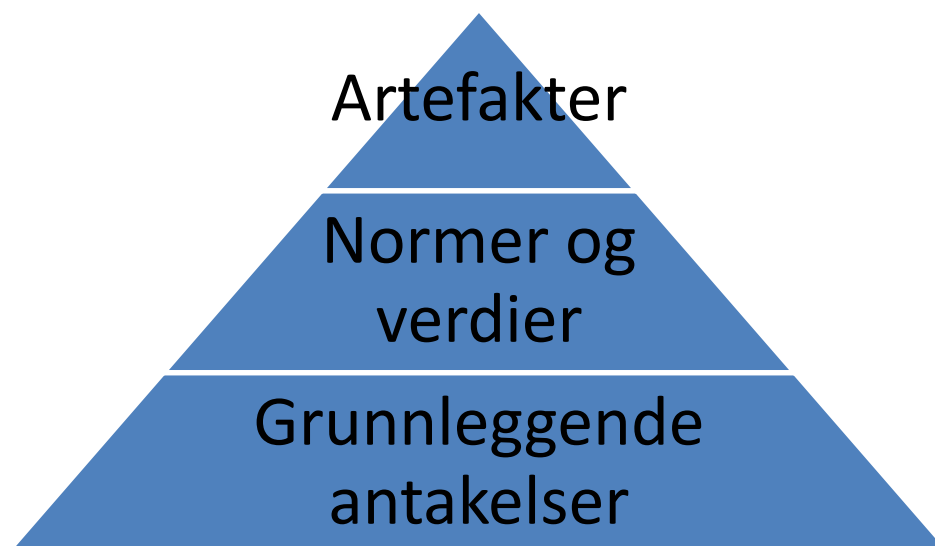 Artefakter
Normer og
verdier
Grunnleggende
antakelser